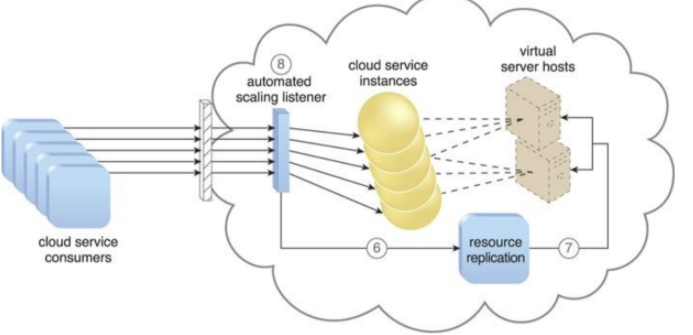 8
automated
scaling listener
cloud service
instances
virtual
server hosts
cloud service
consumers
6
resource
replication
7